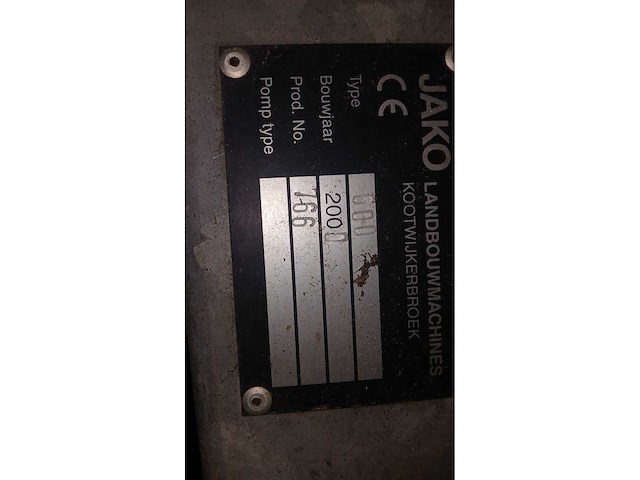 JAKO LANDBOUWMACHINES
KOOTWIJKERBROEK
CE
Type 600
Bouwjaar 2000
Prod. No. 766
Pomp type